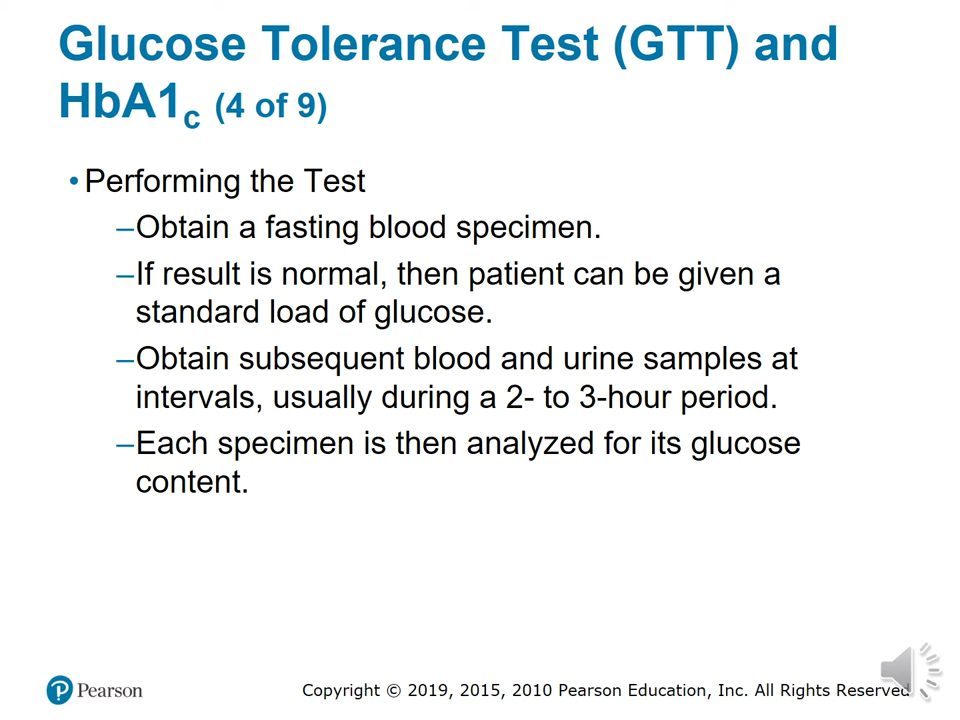 Glucose Tolerance Test (GTT) and
HbA1c (4 of 9)
• Performing the Test
–Obtain a fasting blood specimen.
–If result is normal, then patient can be given a
standard load of glucose.
–Obtain subsequent blood and urine samples at
intervals, usually during a 2- to 3-hour period.
–Each specimen is then analyzed for its glucose
content.
Pearson
Copyright © 2019, 2015, 2010 Pearson Education, Inc. All Rights Reserved